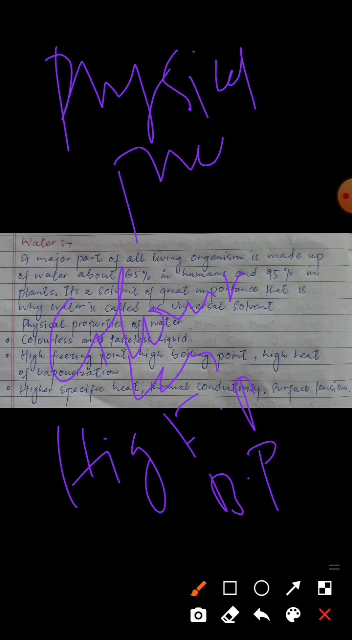 Physical
Water :-
A major part of all living organism is made up
of water about 65% in humans and 95% in
plants. It's a solvent of great importance that is
why water is called as universal solvent
Physical properties of water
• Colourless and tasteless liquid.
• High freezing point, high boiling point, high heat
of vapourisation
• Higher specific heat, thermal conductivity, Surface tension,
High F.P
B.P